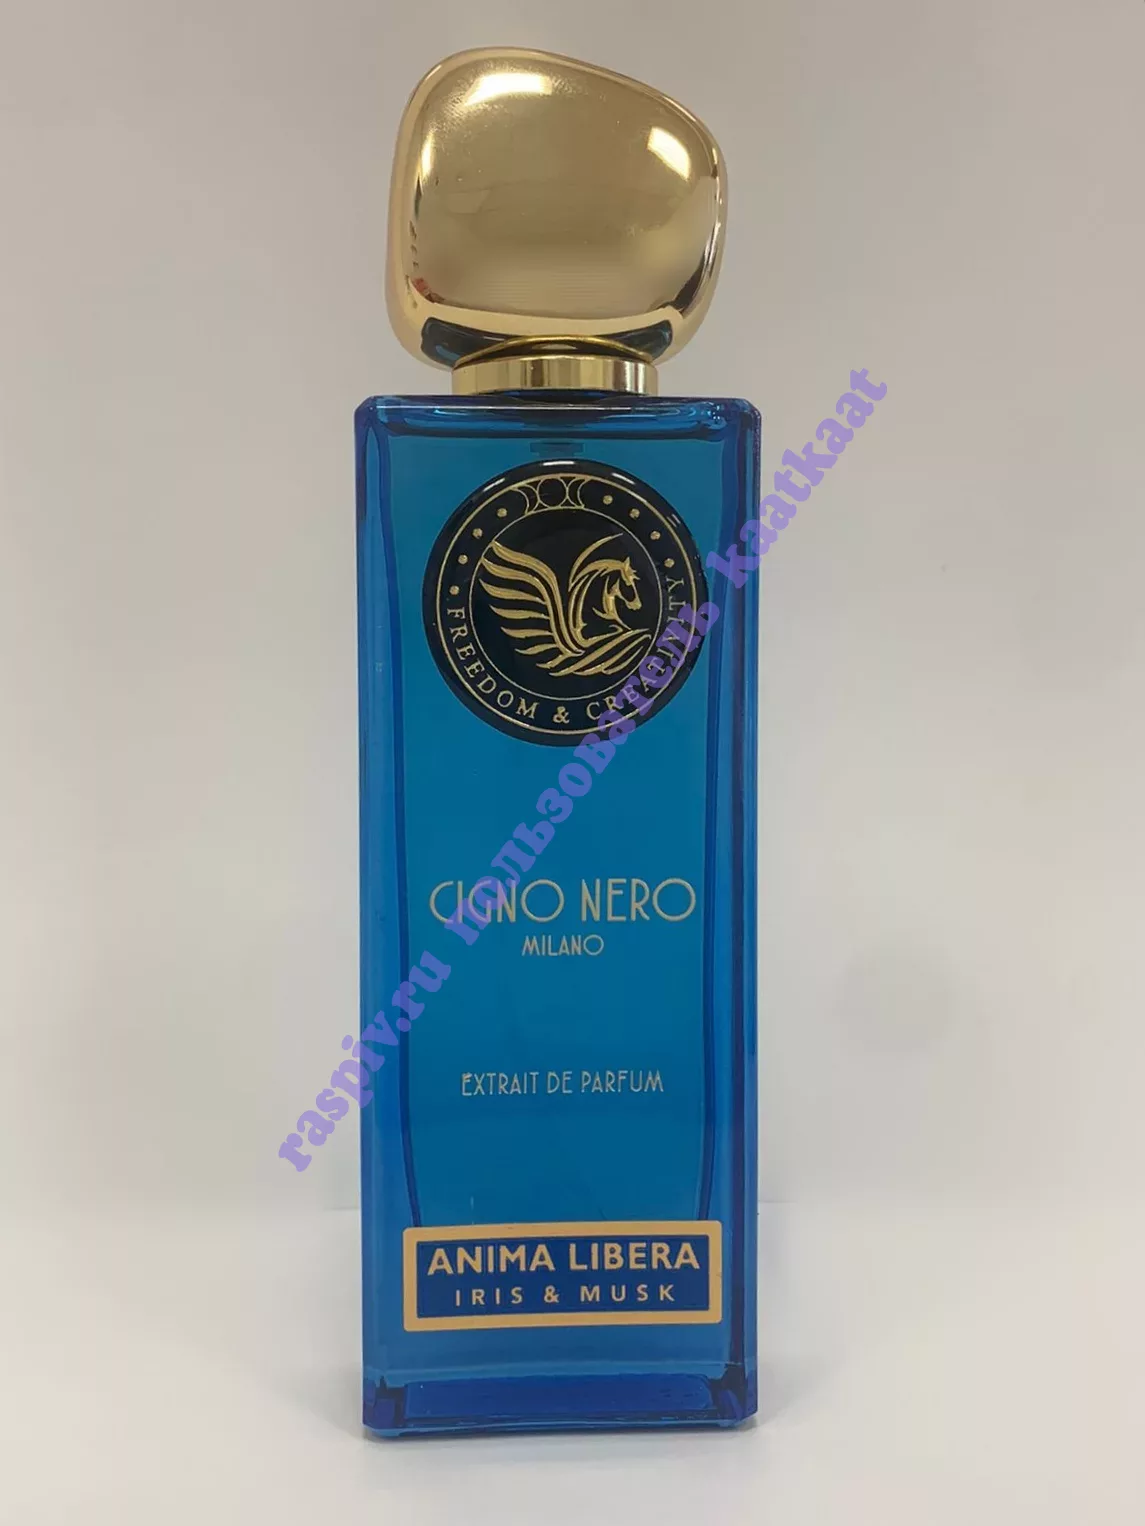 FREEDOM & CREATIVITY
CIGNO NERO
MILANO
EXTRAIT DE PARFUM
ANIMA LIBERA
IRIS & MUSK
raspiv.ru пользователь kaatkaat